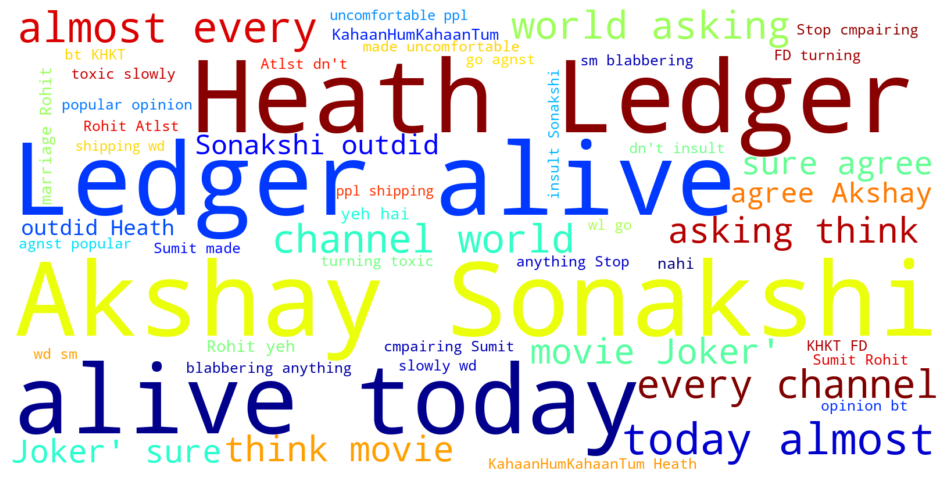 almost every
uncomfortable ppl
KahaanHumKahaanTum
world asking
Stop cmpairing
bt KHKT
made uncomfortable
go agnst
FD turning
toxic slowly
Atlst dn't
sm blabbering
Heath Ledger
marriage Rohit
popular opinion
insult Sonakshi
Rohit Atlst
shipping wd
Sonakshi outdid
dn't insult
sure agree
Ledger alive
ppl shipping
agree Akshay
yeh hai
outdid Heath
wl go
asking think
agnst popular
Sumit made
channel world
turning toxic
anything Stop
nahi
Akshay Sonakshi
wd sm
Rohit yeh
cmpairing Sumit
movie Joker'
KHKT FD
Sumit Rohit
blabbering anything
slowly wd
alive today
every channel
opinion bt
Joker' sure
think movie
today almost
KahaanHumKahaanTum Heath